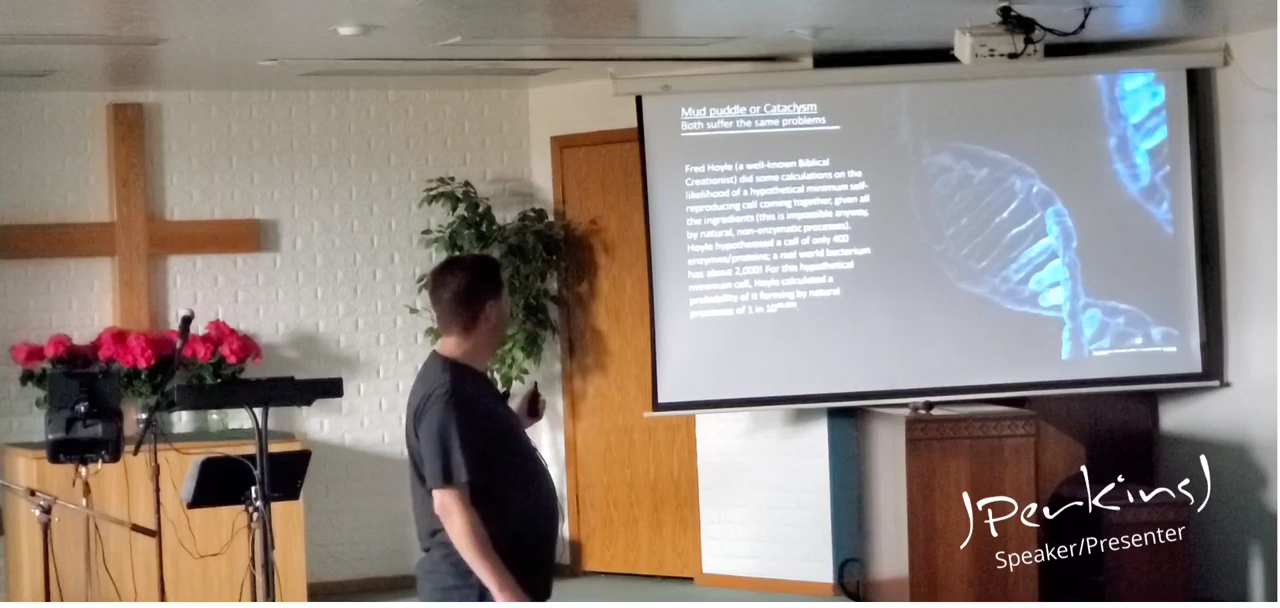 Mud puddle or Cataclysm
Both suffer the same problems
Fred Hoyle (a well-known Biblical
Creationist) did some calculations on the
likelihood of a hypothetical minimum self-
reproducing cell coming together, given all
the ingredients (this is impossible anyway,
by natural, non-enzymatic processes).
Hoyle hypothesised a cell of only 400
enzymes/proteins; a real world bacterium
has about 2,000! For this hypothetical
minimum cell, Hoyle calculated a
probability of it forming by natural
processes of 1 in
JPerkins
Speaker/Presenter